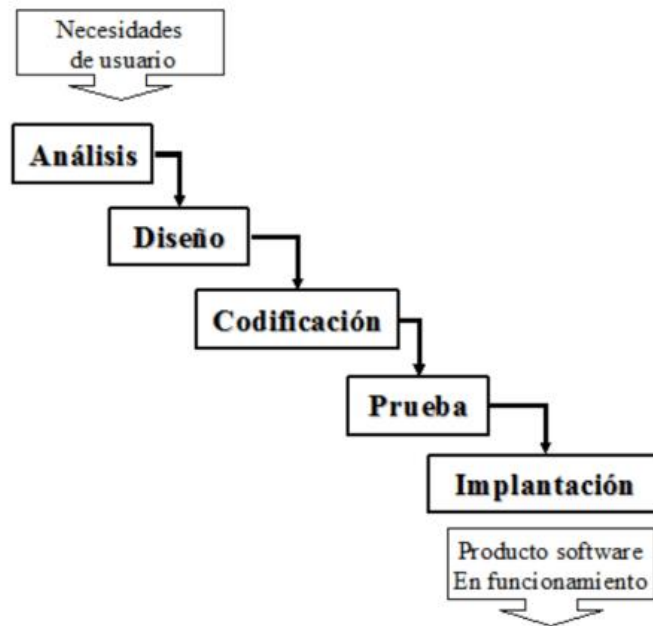 Necesidades
de usuario
Análisis
Diseño
Codificación
Prueba
Implantación
Producto software
En funcionamiento